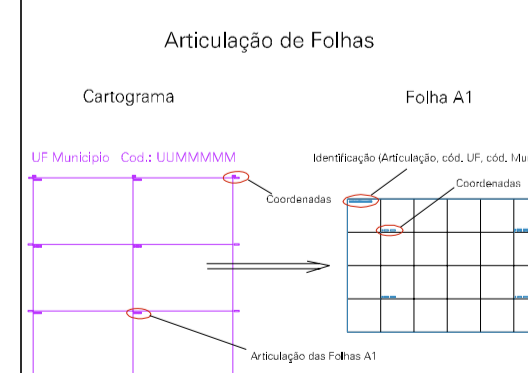 Articulação de Folhas
Cartograma
Folha A1
UF Municipio Cod.: UUMMMMM
Identificação (Articulação, cód. UF, cód. Mu
Coordenadas
Coordenadas
Articulação das Folhas A1